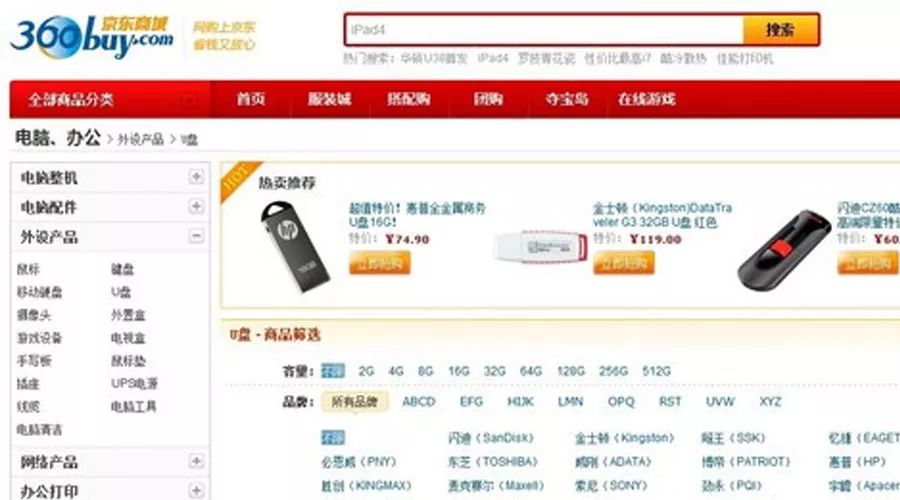 360buy.com 京东商城
网购上京东
省钱又放心
iPad4
搜索
热门搜索: 华硕U38首发 iPad4 罗技青花瓷 性价比最高i7 酷冷散热 佳能打印机
全部商品分类 首页 服装城 搭配购 团购 夺宝岛 在线游戏
电脑、办公 > 外设产品 > U盘
电脑整机
电脑配件
外设产品
鼠标 键盘
移动硬盘 U盘
摄像头 外置盒
游戏设备 电视盒
手写板 鼠标垫
插座 UPS电源
线缆 电脑工具
电脑清洁
网络产品
办公打印
HOT
热卖推荐
hp
16GB
超值特价！惠普全金属商务
U盘16G!
特价: ¥74.90
立即抢购
金士顿（Kingston)DataTra
veler G3 32GB U盘 红色
特价: ¥119.00
立即抢购
闪迪CZ60酷
高端限量特价
特价: ¥60.
立即抢购
U盘 - 商品筛选
容量: 不限 2G 4G 8G 16G 32G 64G 128G 256G 512G
品牌: 所有品牌 ABCD EFG HIJK LMN OPQ RST UVW XYZ
不限 闪迪（SanDisk） 金士顿（Kingston） 飚王（SSK） 忆捷（EAGET
必恩威（PNY） 东芝（TOSHIBA） 威刚（ADATA） 博帝（PATRIOT） 惠普（HP）
胜创（KINGMAX） 麦克赛尔（Maxell） 索尼（SONY） 劲永（PQI） 宇瞻（Apacer